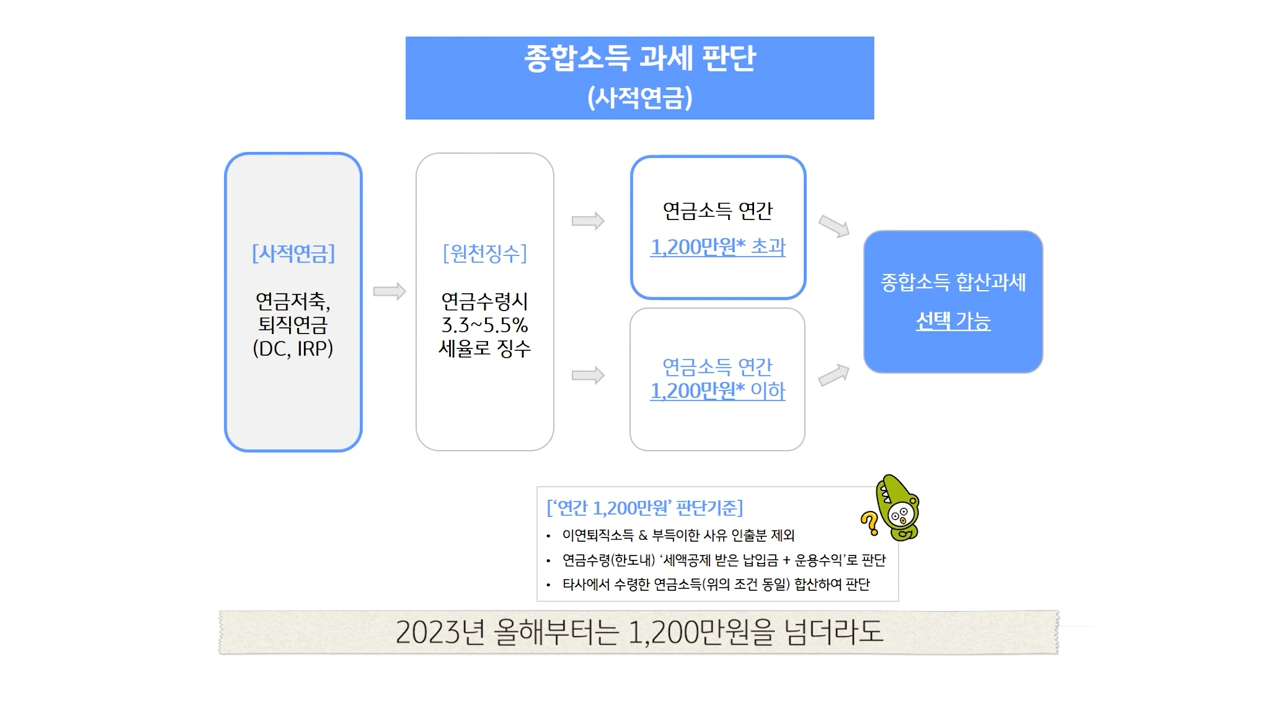 종합소득 과세 판단
(사적연금)
[사적연금]
연금저축,
퇴직연금
(DC, IRP)
[원천징수]
연금수령시
3.3~5.5%
세율로 징수
연금소득 연간
1,200만원* 초과
연금소득 연간
1,200만원* 이하
종합소득 합산과세
선택 가능
[‘연간 1,200만원’ 판단기준]
• 이연퇴직소득 & 부득이한 사유 인출분 제외
• 연금수령(한도내) ‘세액공제 받은 납입금 + 운용수익’로 판단
• 타사에서 수령한 연금소득(위의 조건 동일) 합산하여 판단
2023년 올해부터는 1,200만원을 넘더라도